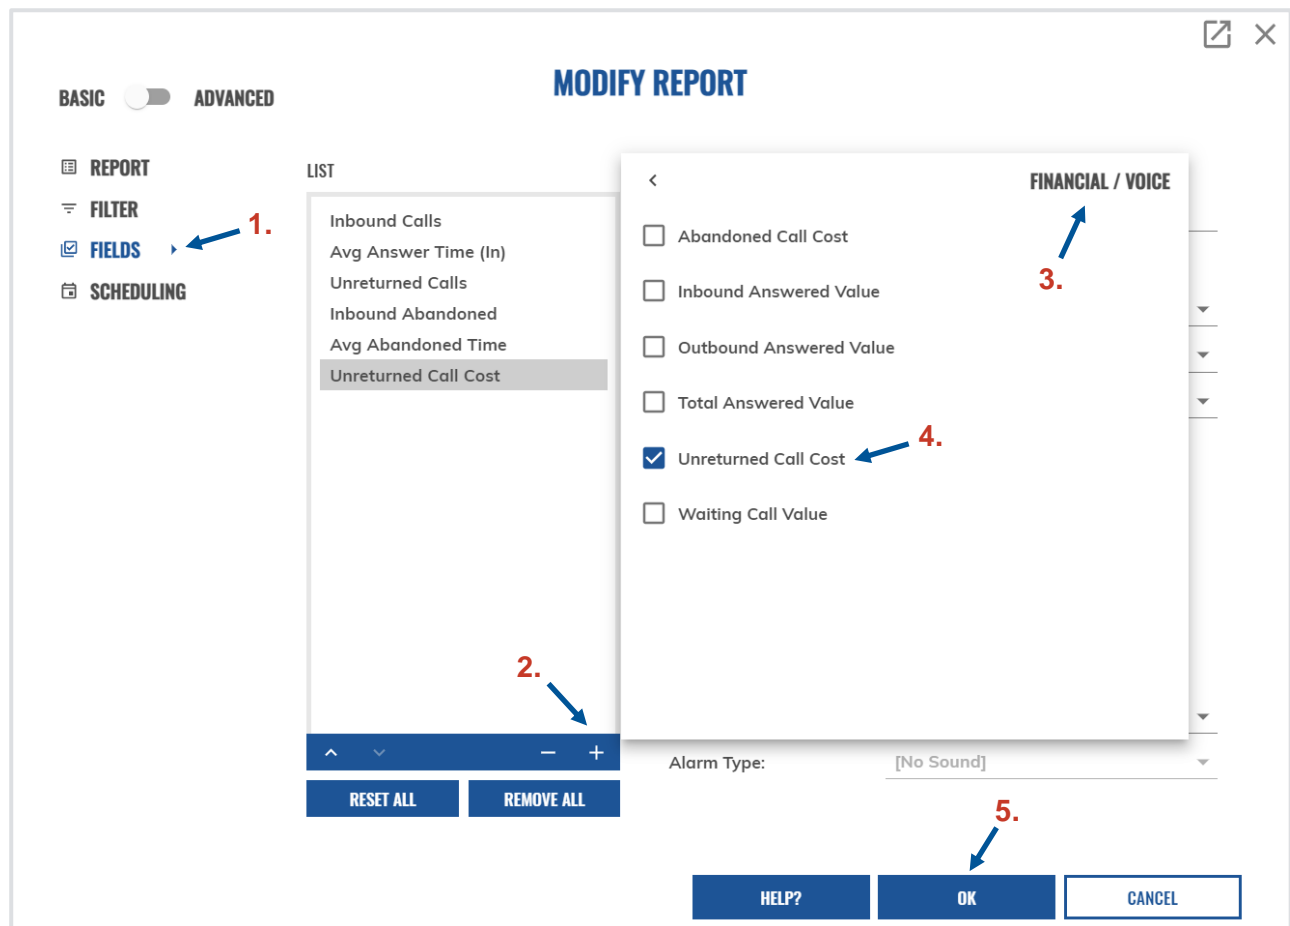 MODIFY REPORT
BASIC ADVANCED
REPORT
FILTER
FIELDS
SCHEDULING
1.
LIST
Inbound Calls
Avg Answer Time (In)
Unreturned Calls
Inbound Abandoned
Avg Abandoned Time
Unreturned Call Cost
2.
RESET ALL REMOVE ALL
FINANCIAL / VOICE
3.
Abandoned Call Cost
Inbound Answered Value
Outbound Answered Value
Total Answered Value
Unreturned Call Cost
4.
Waiting Call Value
Alarm Type: [No Sound]
5.
HELP? OK CANCEL